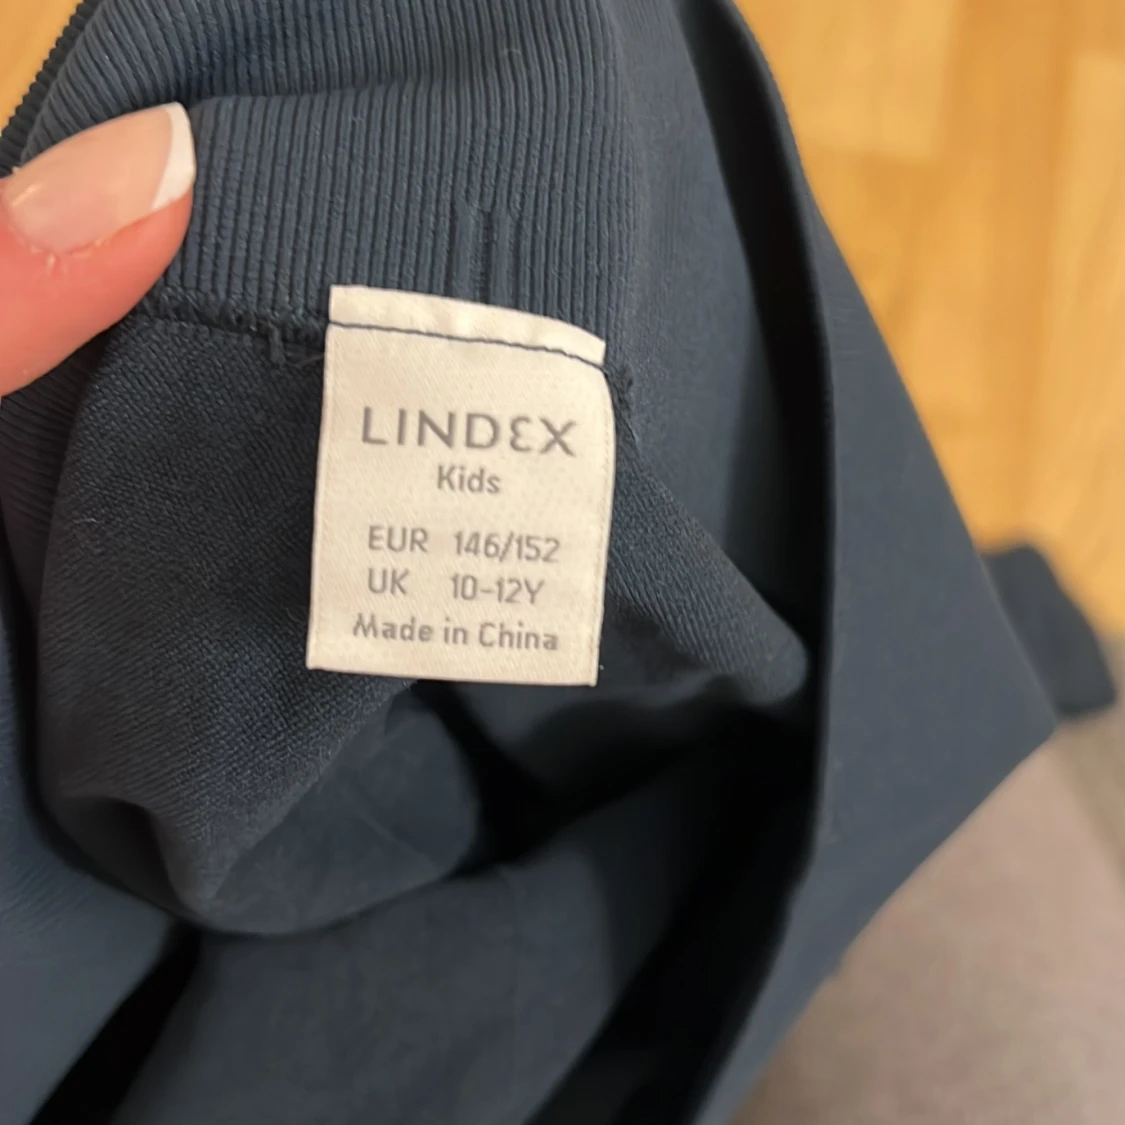 LINDEX
Kids
EUR 146/152
UK 10-12Y
Made in China